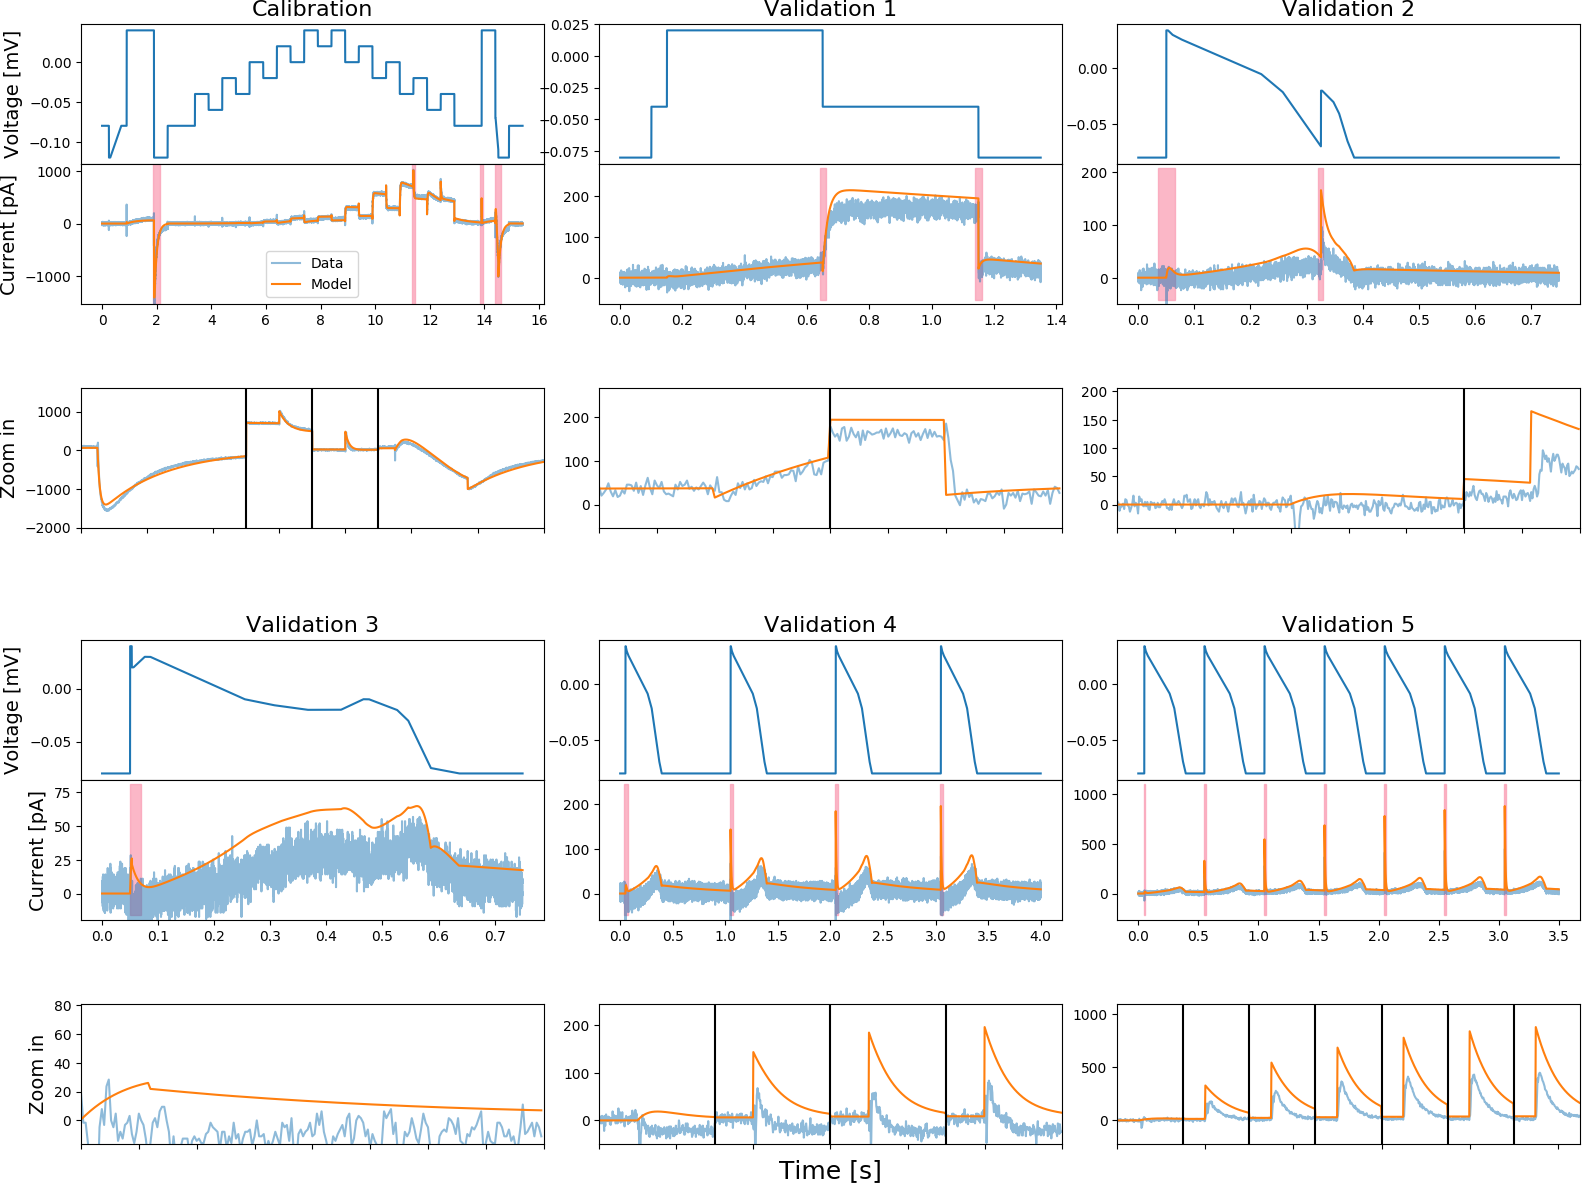 Calibration
Validation 1
Validation 2
Voltage [mV]
0.00
−0.05
−0.10
0.025
0.000
−0.025
−0.050
−0.075
0.00
−0.05
Current [pA]
1000
0
−1000
Data
Model
200
100
0
200
100
0
0 2 4 6 8 10 12 14 16
0.0 0.2 0.4 0.6 0.8 1.0 1.2 1.4
0.0 0.1 0.2 0.3 0.4 0.5 0.6 0.7
Zoom in
1000
0
−1000
−2000
200
100
0
200
150
100
50
0
Validation 3
Validation 4
Validation 5
Voltage [mV]
0.00
−0.05
0.00
−0.05
0.00
−0.05
Current [pA]
75
50
25
0
200
100
0
1000
500
0
0.0 0.1 0.2 0.3 0.4 0.5 0.6 0.7
0.0 0.5 1.0 1.5 2.0 2.5 3.0 3.5 4.0
0.0 0.5 1.0 1.5 2.0 2.5 3.0 3.5
Zoom in
80
60
40
20
0
200
100
0
1000
500
0
Time [s]